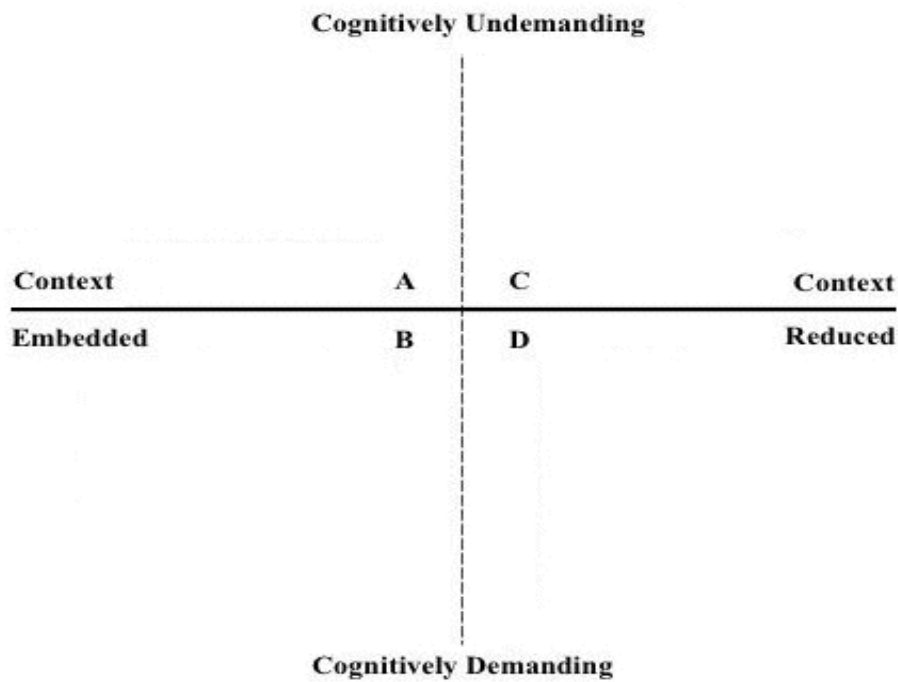 Cognitively Undemanding
Context A C Context
Embedded B D Reduced
Cognitively Demanding